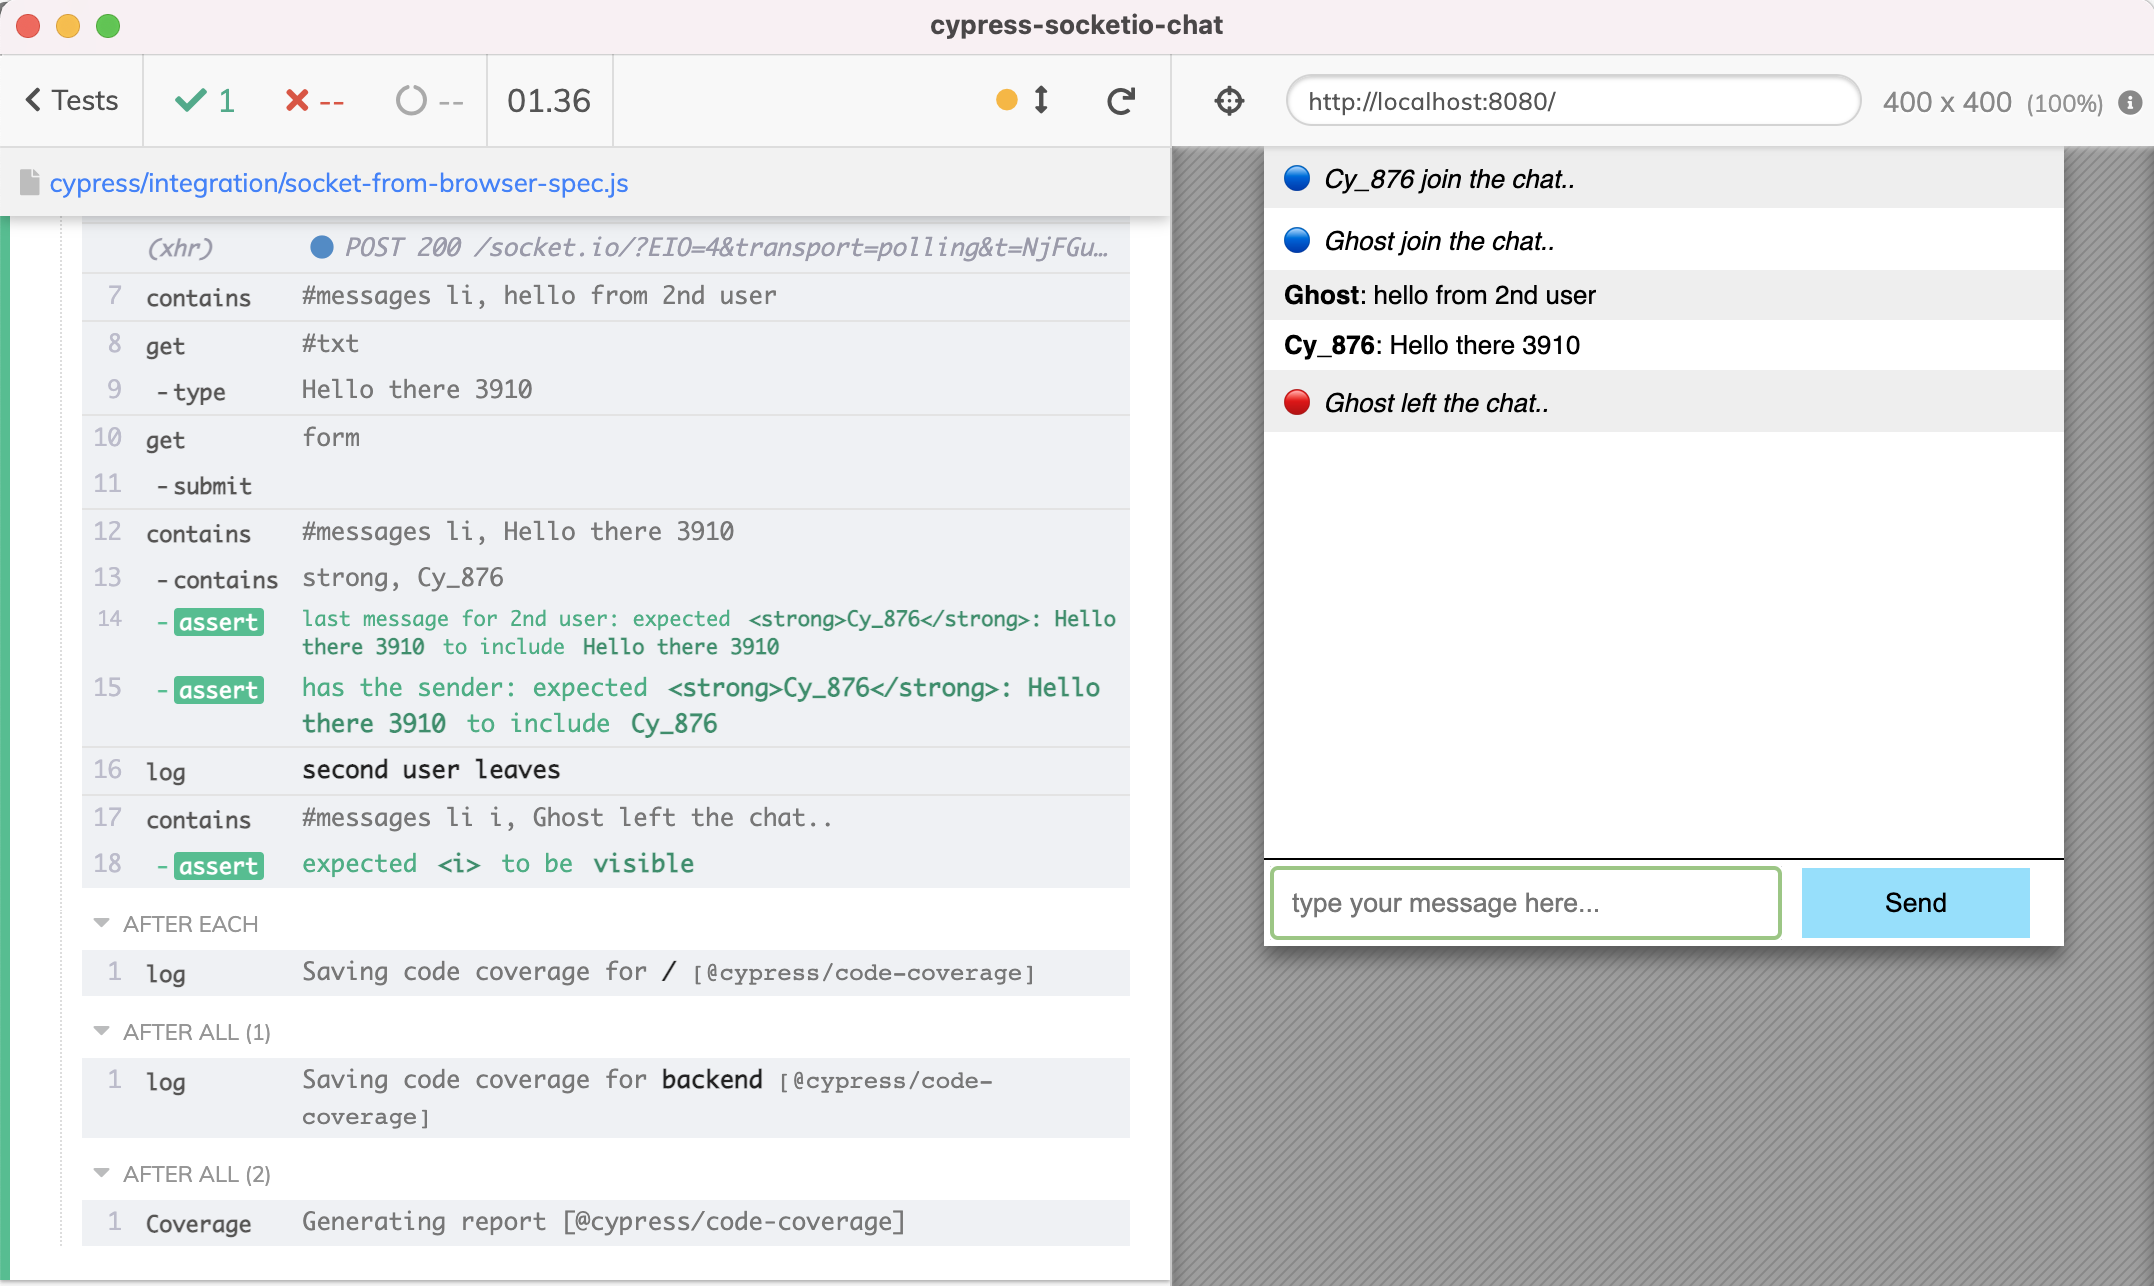 cypress-socketio-chat
Tests
1
--
--
01.36
http://localhost:8080/
400 x 400 (100%)
cypress/integration/socket-from-browser-spec.js
(xhr) POST 200 /socket.io/?EIO=4&transport=polling&t=NjFGu…
7 contains #messages li, hello from 2nd user
8 get #txt
9 -type Hello there 3910
10 get form
11 -submit
12 contains #messages li, Hello there 3910
13 -contains strong, Cy_876
14 -assert last message for 2nd user: expected <strong>Cy_876</strong>: Hello
there 3910 to include Hello there 3910
15 -assert has the sender: expected <strong>Cy_876</strong>: Hello
there 3910 to include Cy_876
16 log second user leaves
17 contains #messages li i, Ghost left the chat..
18 -assert expected <i> to be visible
AFTER EACH
1 log Saving code coverage for / [@cypress/code-coverage]
AFTER ALL (1)
1 log Saving code coverage for backend [@cypress/code-
coverage]
AFTER ALL (2)
1 Coverage Generating report [@cypress/code-coverage]
Cy_876 join the chat..
Ghost join the chat..
Ghost: hello from 2nd user
Cy_876: Hello there 3910
Ghost left the chat..
type your message here...
Send